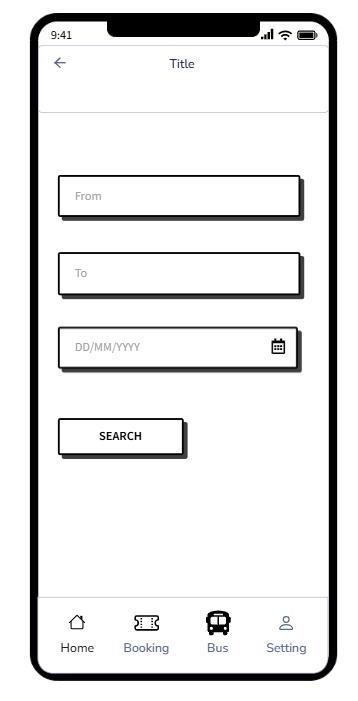 9:41
Title
From
To
DD/MM/YYYY
SEARCH
Home Booking Bus Setting